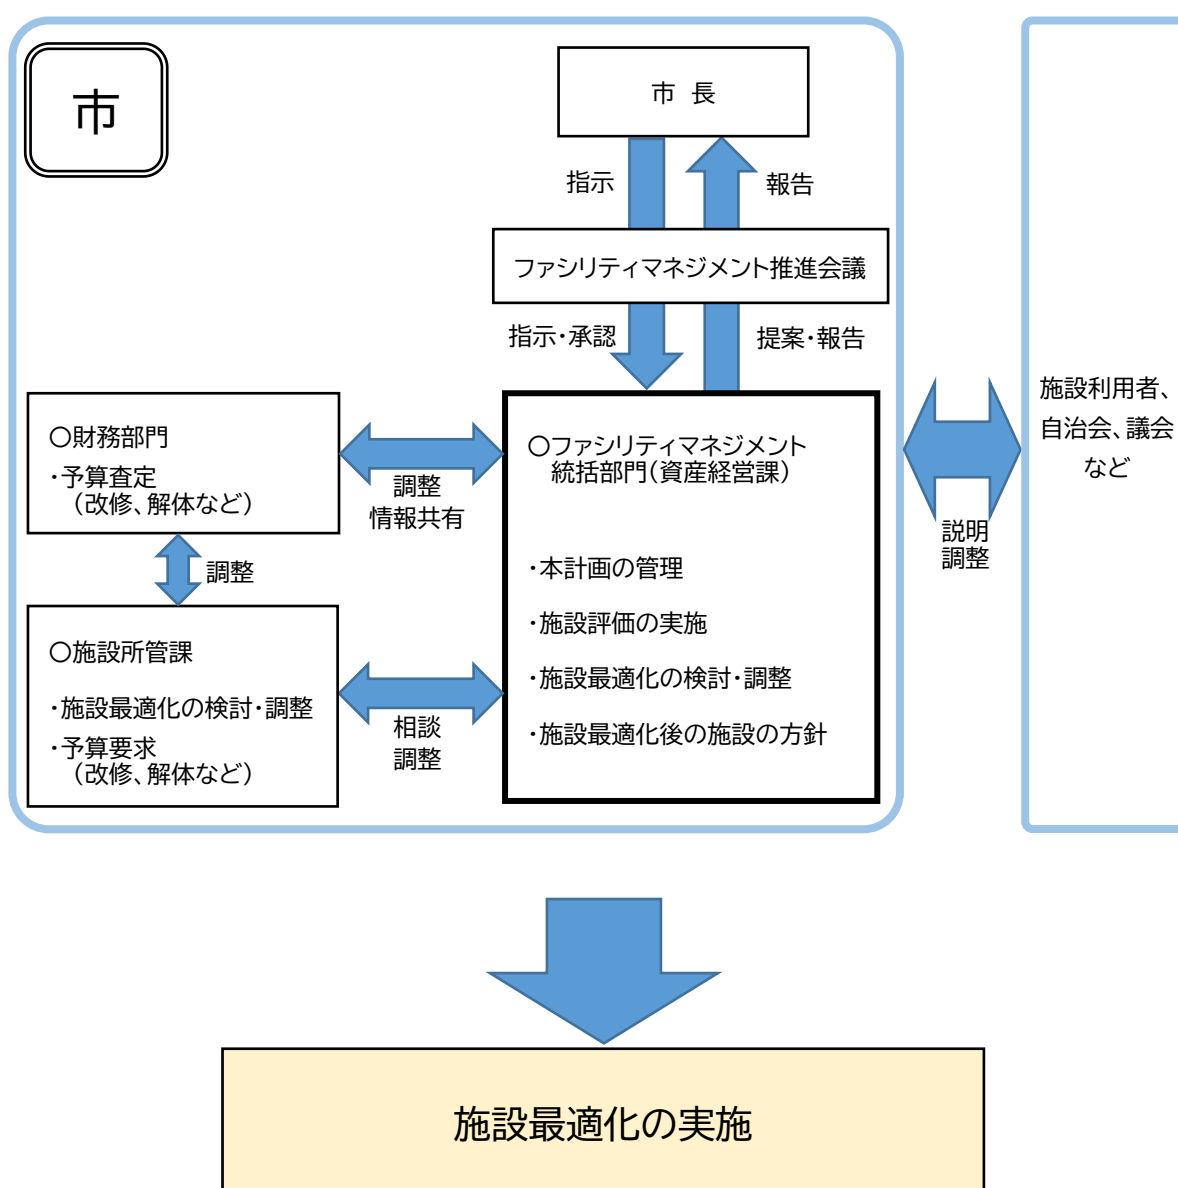 市
市 長
指示
報告
ファシリティマネジメント推進会議
指示・承認
提案・報告
〇財務部門
・予算査定
（改修、解体など）
調整
情報共有
〇ファシリティマネジメント
統括部門（資産経営課）
・本計画の管理
・施設評価の実施
・施設最適化の検討・調整
・施設最適化後の施設の方針
調整
〇施設所管課
・施設最適化の検討・調整
・予算要求
（改修、解体など）
相談
調整
説明
調整
施設利用者、
自治会、議会
など
施設最適化の実施